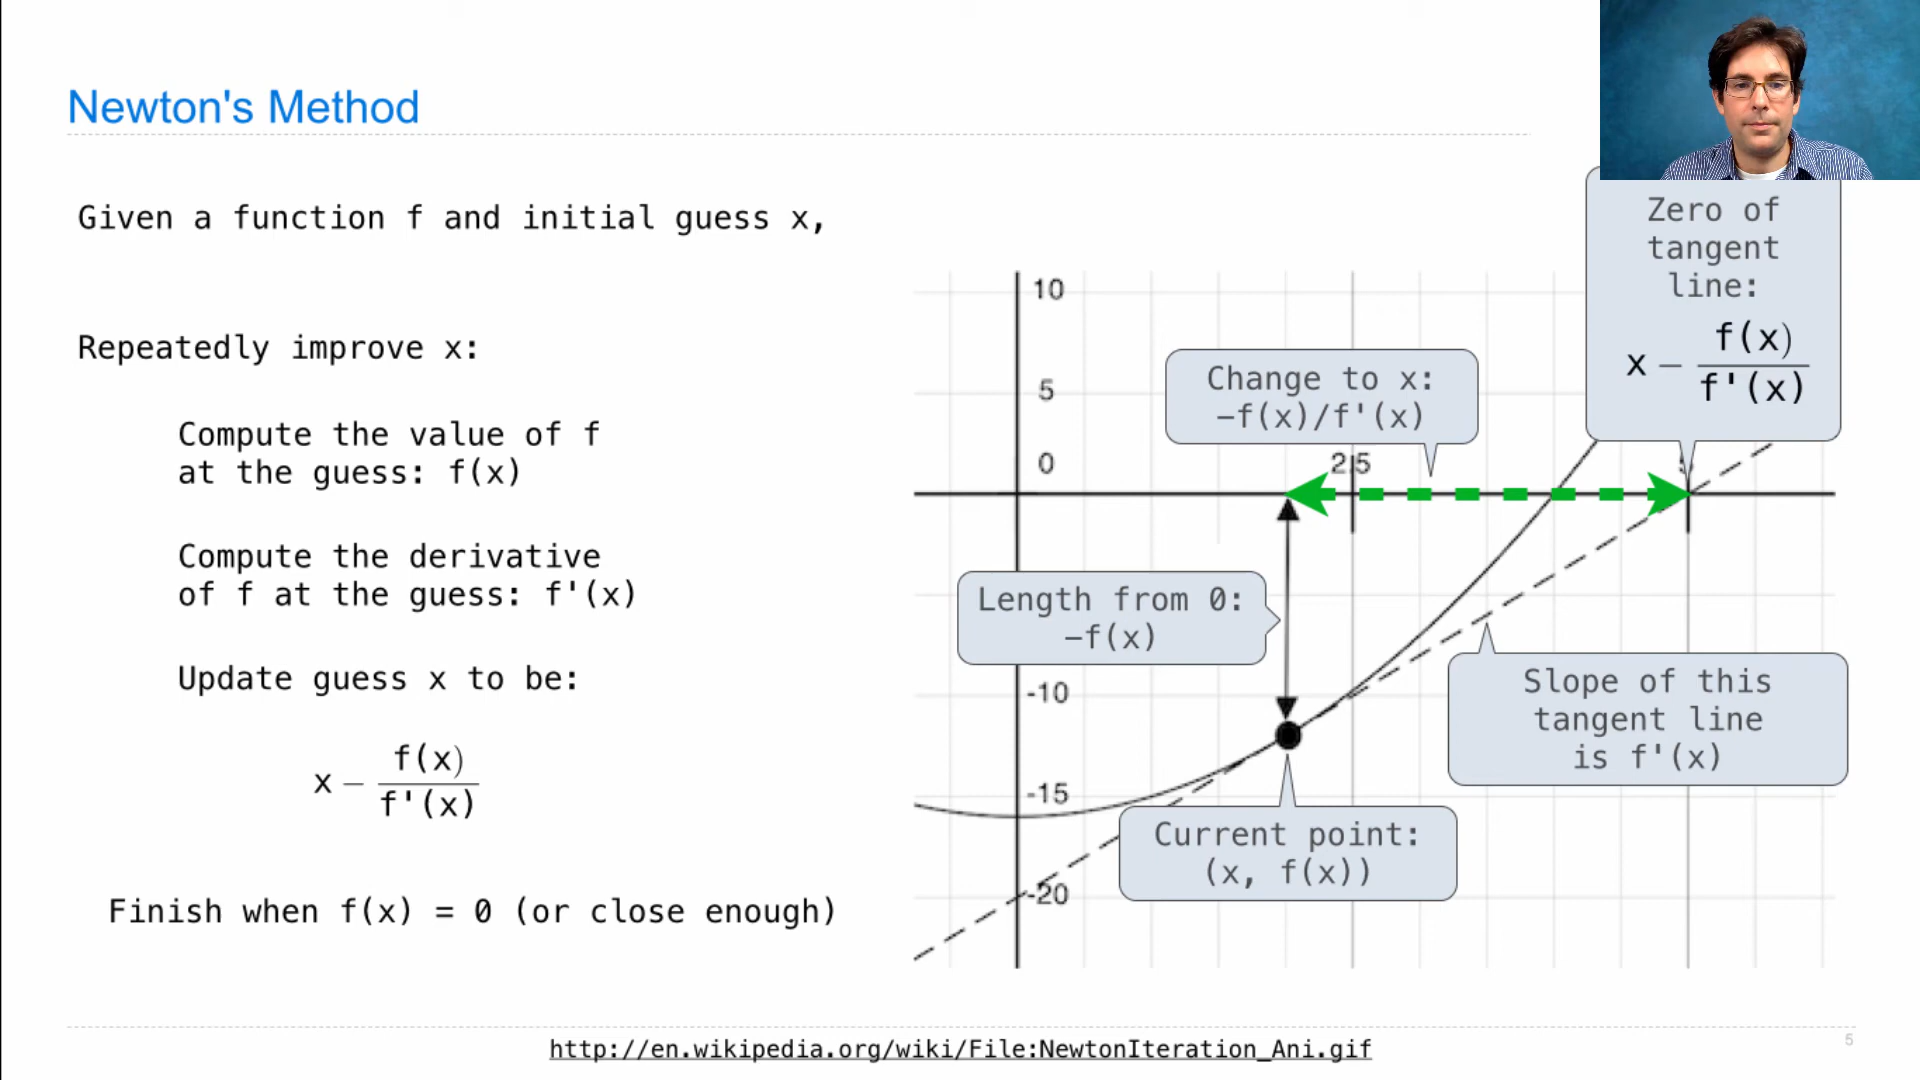 Newton's Method
Given a function f and initial guess x,
Repeatedly improve x:
Compute the value of f
at the guess: f(x)
Compute the derivative
of f at the guess: f'(x)
Update guess x to be:
x – f(x)
f'(x)
Finish when f(x) = 0 (or close enough)
Zero of
tangent
line:
x – f(x)
f'(x)
Change to x:
-f(x)/f'(x)
Length from 0:
-f(x)
Slope of this
tangent line
is f'(x)
Current point:
(x, f(x))
10
5
0
2.5
-10
-15
-20
http://en.wikipedia.org/wiki/File:NewtonIteration_Ani.gif
5